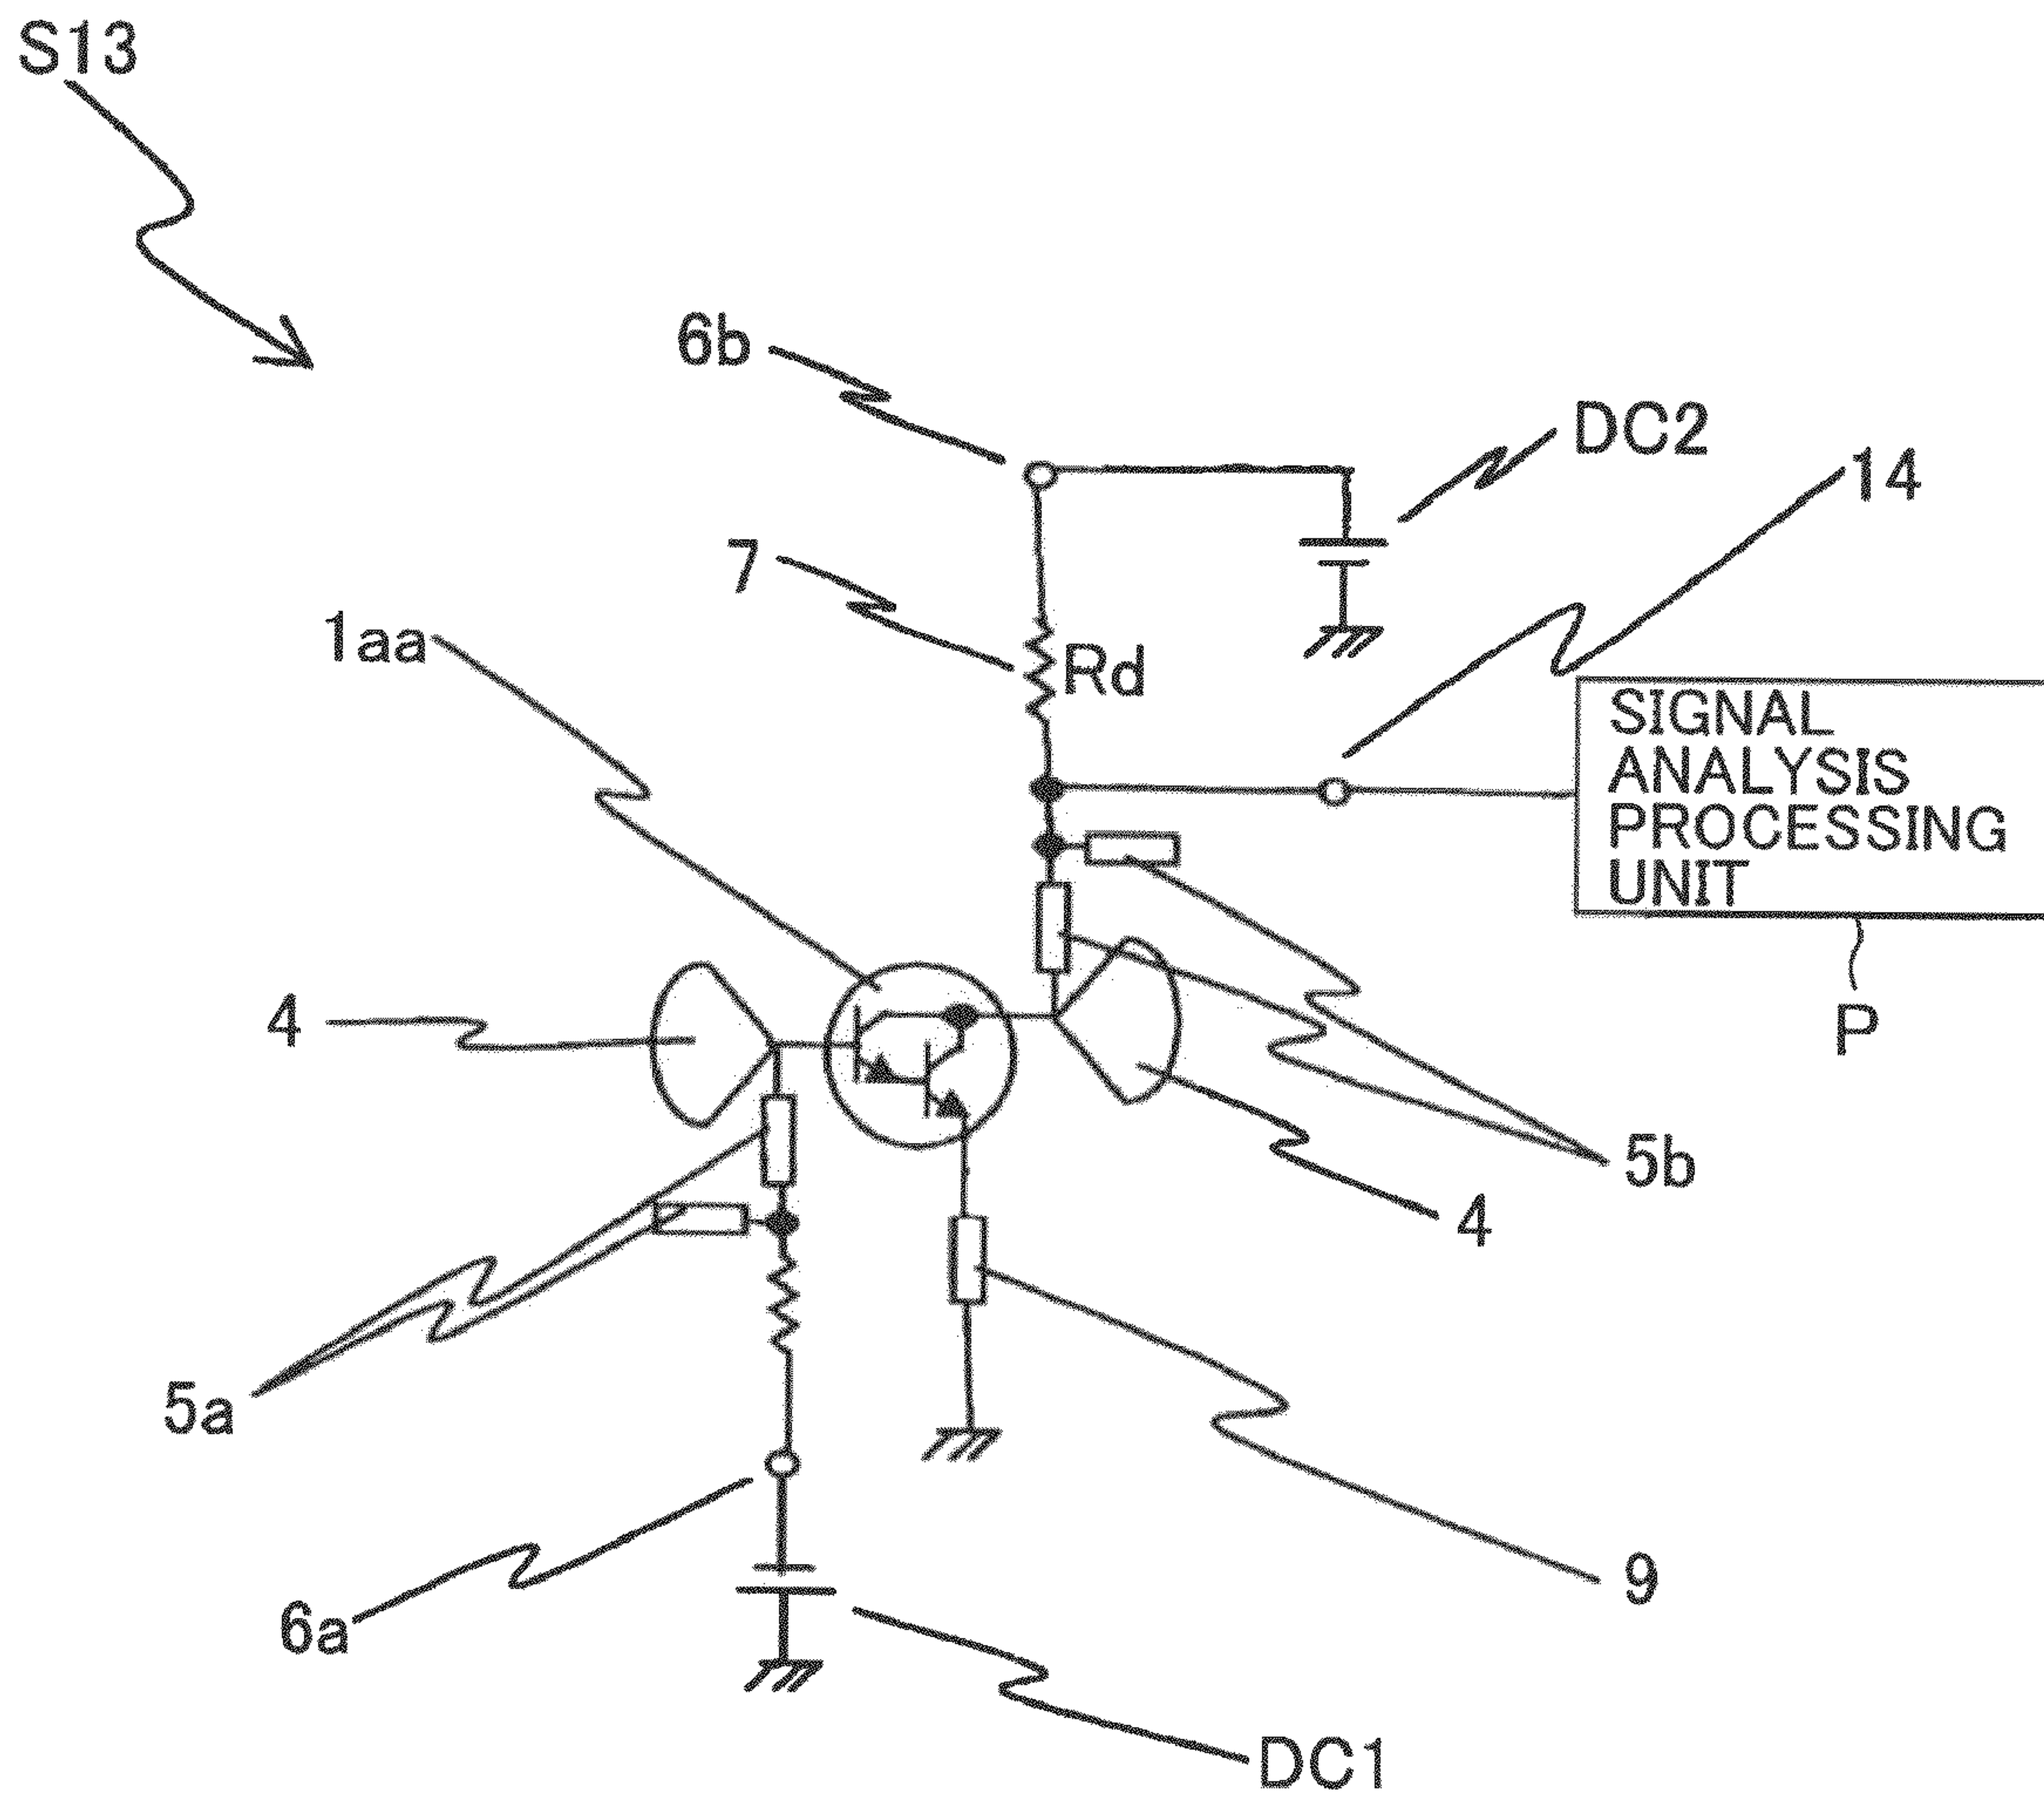 S13
6b
DC2
14
7
Rd
1aa
SIGNAL
ANALYSIS
PROCESSING
UNIT
P
4
5b
4
5a
9
6a
DC1